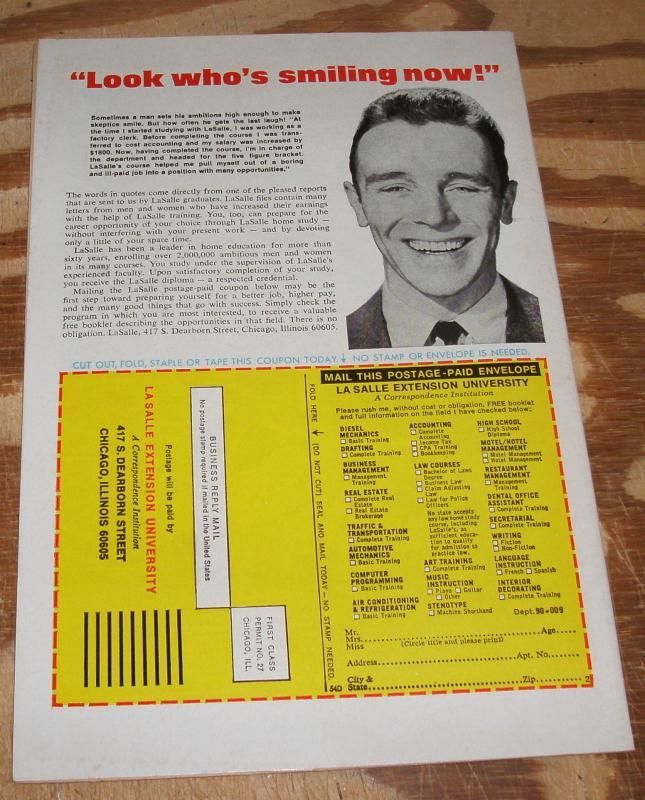 “Look who’s smiling now!”
Sometimes a man sets his ambitions high enough to make
skeptics smile. But how often he gets the last laugh! "At
the time I started studying with LaSalle, I was working as a
factory clerk. Before completing the course I was trans-
ferred to cost accounting and my salary was increased by
$1800. Now, having completed the course, I'm in charge of
the department and headed for the five figure bracket.
LaSalle's course helped me pull myself out of a boring
and ill-paid job into a position with many opportunities."
The words in quotes come directly from one of the pleased reports
that are sent to us by LaSalle graduates. LaSalle files contain many
letters from men and women who have increased their earnings
with the help of LaSalle training. You, too, can prepare for the
career opportunity of your choice through LaSalle home study —
without interfering with your present work — and by devoting
only a little of your spare time.
LaSalle has been a leader in home education for more than
sixty years, enrolling over 2,000,000 ambitious men and women
in its many courses. You study under the supervision of LaSalle's
experienced faculty. Upon satisfactory completion of your study,
you receive the LaSalle diploma — a respected credential.
Mailing the LaSalle postage-paid coupon below may be the
first step toward preparing yourself for a better job, higher pay,
and the many good things that go with success. Simply check the
program in which you are most interested, to receive a valuable
free booklet describing the opportunities in that field. There is no
obligation. LaSalle, 417 S. Dearborn Street, Chicago, Illinois 60605.
CUT OUT, FOLD, STAPLE OR TAPE THIS COUPON TODAY. NO STAMP OR ENVELOPE IS NEEDED.
FIRST CLASS
PERMIT NO. 27
CHICAGO, ILL.
BUSINESS REPLY MAIL
No postage stamp required if mailed in the United States
Postage will be paid by
LA SALLE EXTENSION UNIVERSITY
A Correspondence Institution
417 S. DEARBORN STREET
CHICAGO, ILLINOIS 60605
FOLD HERE (DO NOT CUT) SEAL AND MAIL TODAY — NO STAMP NEEDED.
MAIL THIS POSTAGE-PAID ENVELOPE
LA SALLE EXTENSION UNIVERSITY
A Correspondence Institution
Please rush me, without cost or obligation, FREE booklet
and full information on the field I have checked below:
DIESEL
MECHANICS
Basic Training
DRAFTING
Complete Training
BUSINESS
MANAGEMENT
Management
Training
REAL ESTATE
Complete Real
Estate
Real Estate
Brokerage
TRAFFIC &
TRANSPORTATION
Complete Training
AUTOMOTIVE
MECHANICS
Basic Training
COMPUTER
PROGRAMMING
Basic Training
AIR CONDITIONING
& REFRIGERATION
Basic Training
ACCOUNTING
Complete
Accounting
Income Tax
CPA Training
Bookkeeping
LAW COURSES
Bachelor of Laws
Degree
Business Law
Claim Adjusting
Law
Law for Police
Officers
No state accepts
any law home study
course, including
LaSalle's, as
sufficient educa-
tion to qualify
for admission to
practice law.
ART TRAINING
Complete Training
MUSIC
INSTRUCTION
Piano Guitar
Other
STENOTYPE
Machine Shorthand
HIGH SCHOOL
High School
Diploma
MOTEL/HOTEL
MANAGEMENT
Motel Management
Hotel Management
RESTAURANT
MANAGEMENT
Management
Training
DENTAL OFFICE
ASSISTANT
Complete Training
SECRETARIAL
Complete Training
WRITING
Fiction
Non-Fiction
LANGUAGE
INSTRUCTION
French Spanish
INTERIOR
DECORATING
Complete Training
Dept. 90-009
Mr.
Mrs. Age
Miss (Circle title and please print)
Address Apt. No.
City &
State Zip
54D 2